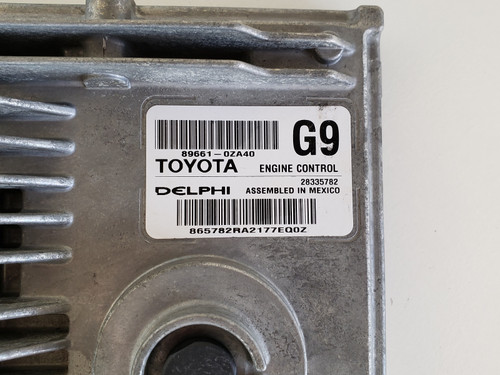 89661-0ZA40
G9
TOYOTA ENGINE CONTROL
28335782
DELPHI ASSEMBLED IN MEXICO
865782RA2177EQ0Z